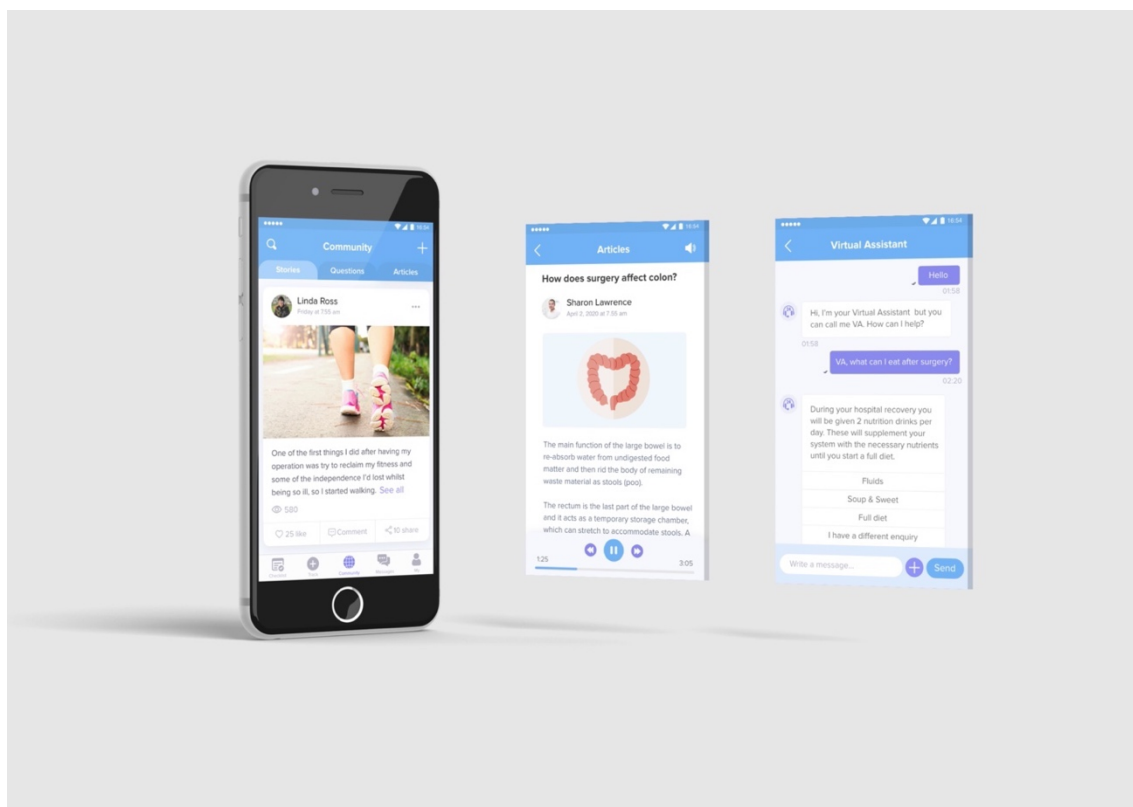 16:54
Community
Stories Questions Articles
Linda Ross
Friday at 7.55 am
One of the first things I did after having my
operation was try to reclaim my fitness and
some of the independence I'd lost whilst
being so ill, so I started walking. See all
580
25 like Comment 10 share
Community
16:54
Articles
How does surgery affect colon?
Sharon Lawrence
April 2, 2020 at 7.55 am
The main function of the large bowel is to
re-absorb water from undigested food
matter and then rid the body of remaining
waste material as stools (poo).
The rectum is the last part of the large bowel
and it acts as a temporary storage chamber,
which can stretch to accommodate stools. A
1:25 3:05
16:54
Virtual Assistant
Hello
01:58
Hi, I'm your Virtual Assistant but you
can call me VA. How can I help?
01:58
VA, what can I eat after surgery?
02:20
During your hospital recovery you
will be given 2 nutrition drinks per
day. These will supplement your
system with the necessary nutrients
until you start a full diet.
Fluids
Soup & Sweet
Full diet
I have a different enquiry
Write a message...
Send